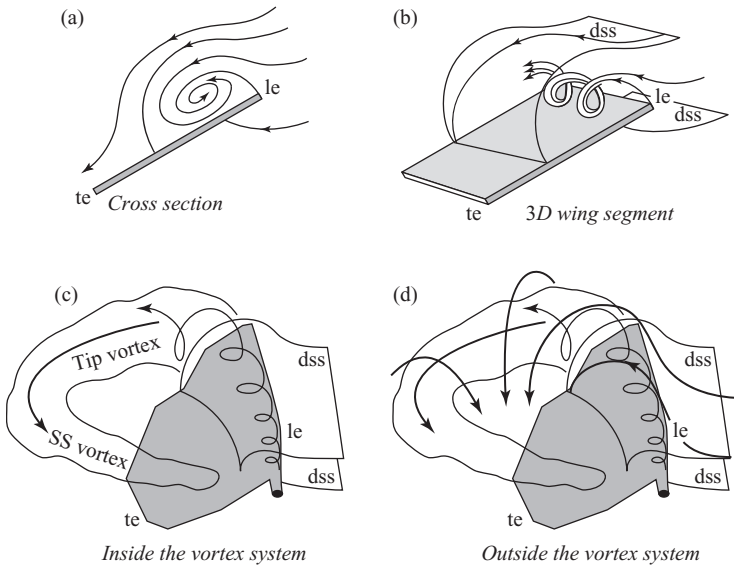 (a)
le
te
Cross section
(b)
dss
le
dss
te
3D wing segment
(c)
Tip vortex
dss
SS vortex
le
dss
te
Inside the vortex system
(d)
dss
le
dss
te
Outside the vortex system